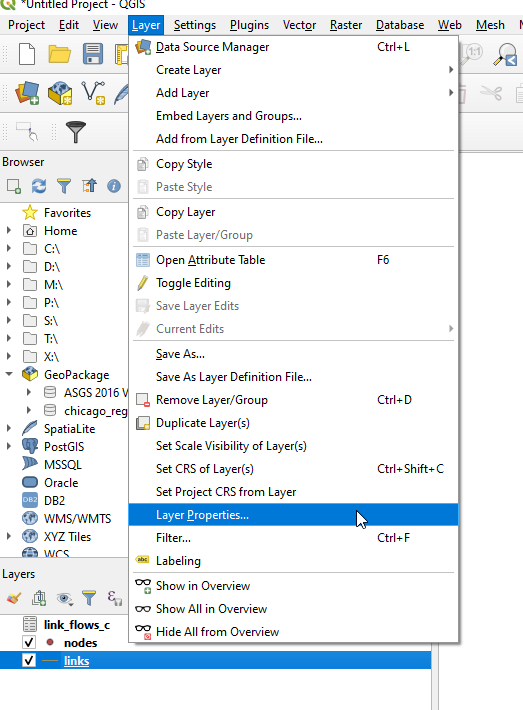 *Untitled Project - QGIS
Project Edit View Layer Settings Plugins Vector Raster Database Web Mesh
Data Source Manager Ctrl+L
Create Layer
Add Layer
Embed Layers and Groups...
Add from Layer Definition File...
Browser
Copy Style
Paste Style
Favorites
Copy Layer
Home
Paste Layer/Group
C:\
Open Attribute Table F6
D:\
Toggle Editing
M:\
P:\
Save Layer Edits
S:\
Current Edits
T:\
X:\
Save As...
GeoPackage
Save As Layer Definition File...
ASGS 2016 V
Remove Layer/Group Ctrl+D
chicago_reg
Duplicate Layer(s)
SpatiaLite
Set Scale Visibility of Layer(s)
PostGIS
MSSQL
Set CRS of Layer(s) Ctrl+Shift+C
Oracle
Set Project CRS from Layer
DB2
DB2
Layer Properties...
WMS/WMTS
XYZ Tiles
Filter... Ctrl+F
WCS
abc
Labeling
Layers
Show in Overview
Show All in Overview
link_flows_c
Hide All from Overview
nodes
links